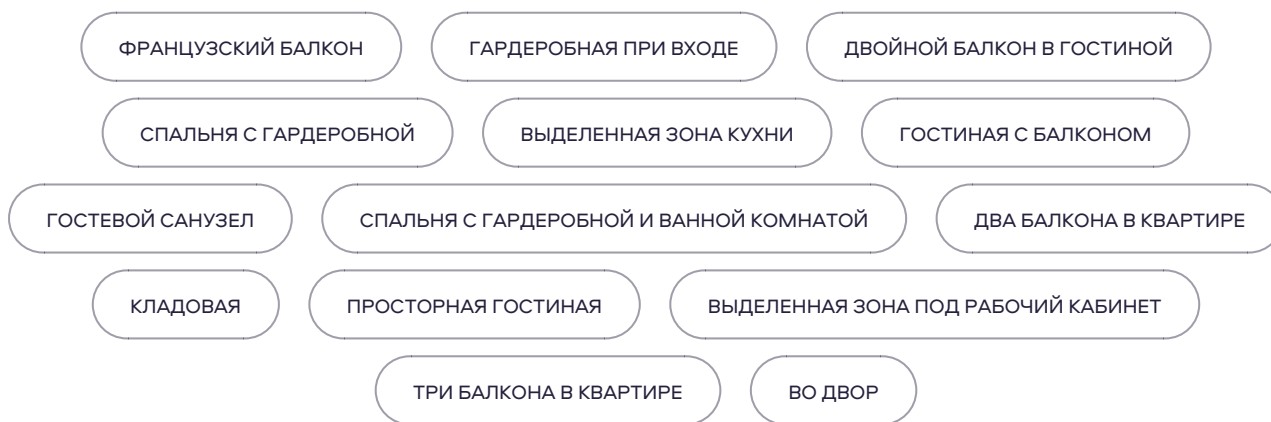 ФРАНЦУЗСКИЙ БАЛКОН
ГАРДЕРОБНАЯ ПРИ ВХОДЕ
ДВОЙНОЙ БАЛКОН В ГОСТИНОЙ
СПАЛЬНЯ С ГАРДЕРОБНОЙ
ВЫДЕЛЕННАЯ ЗОНА КУХНИ
ГОСТИНАЯ С БАЛКОНОМ
ГОСТЕВОЙ САНУЗЕЛ
СПАЛЬНЯ С ГАРДЕРОБНОЙ И ВАННОЙ КОМНАТОЙ
ДВА БАЛКОНА В КВАРТИРЕ
КЛАДОВАЯ
ПРОСТОРНАЯ ГОСТИНАЯ
ВЫДЕЛЕННАЯ ЗОНА ПОД РАБОЧИЙ КАБИНЕТ
ТРИ БАЛКОНА В КВАРТИРЕ
ВО ДВОР